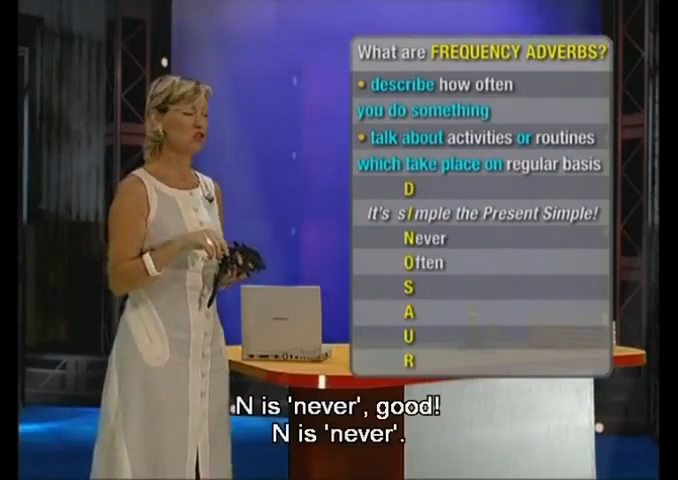 What are FREQUENCY ADVERBS?
• describe how often
you do something
• talk about activities or routines
which take place on regular basis
D
It's sImple the Present Simple!
Never
Often
S
A
U
R
N is 'never', good!
N is 'never'.